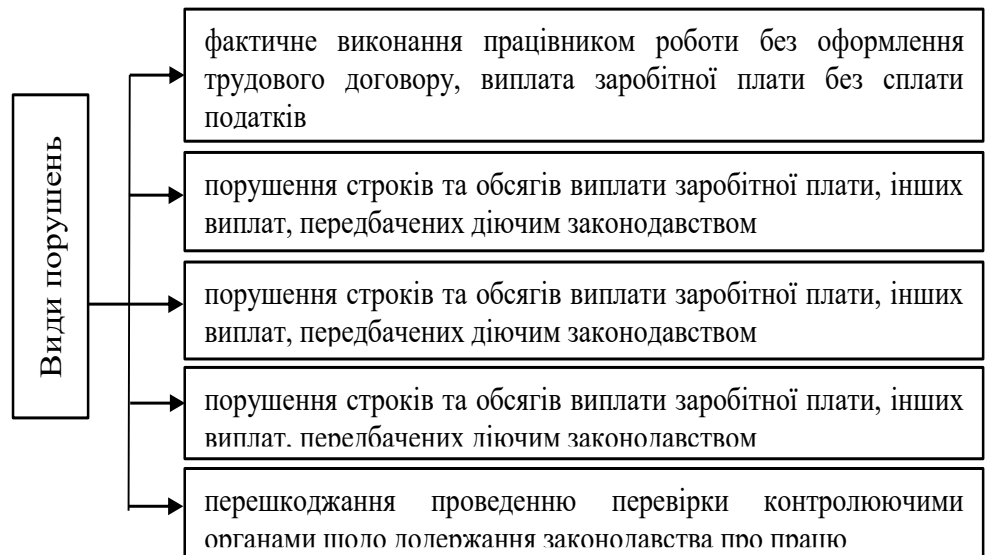 Види порушень
фактичне виконання працівником роботи без оформлення
трудового договору, виплата заробітної плати без сплати
податків
порушення строків та обсягів виплати заробітної плати, інших
виплат, передбачених діючим законодавством
порушення строків та обсягів виплати заробітної плати, інших
виплат, передбачених діючим законодавством
порушення строків та обсягів виплати заробітної плати, інших
виплат, передбачених діючим законодавством
перешкоджання проведенню перевірки контролюючими
органами щодо додержання законодавства про працю